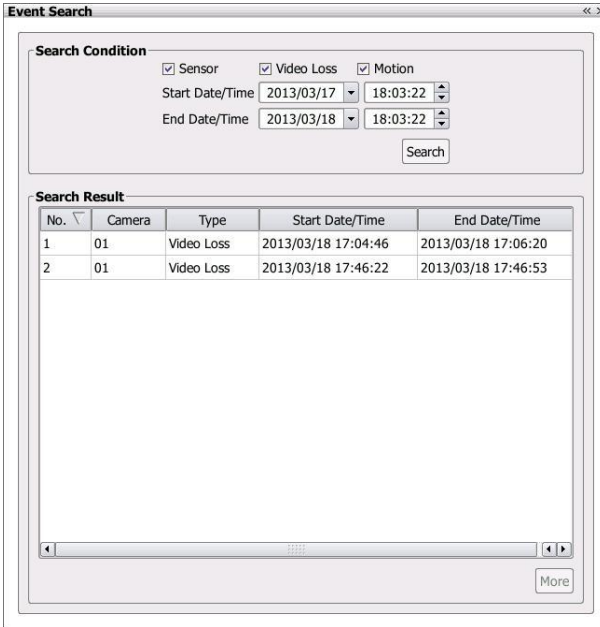 Event Search
Search Condition
Sensor Video Loss Motion
Start Date/Time 2013/03/17 18:03:22
End Date/Time 2013/03/18 18:03:22
Search
Search Result
No. Camera Type Start Date/Time End Date/Time
1 01 Video Loss 2013/03/18 17:04:46 2013/03/18 17:06:20
2 01 Video Loss 2013/03/18 17:46:22 2013/03/18 17:46:53
More